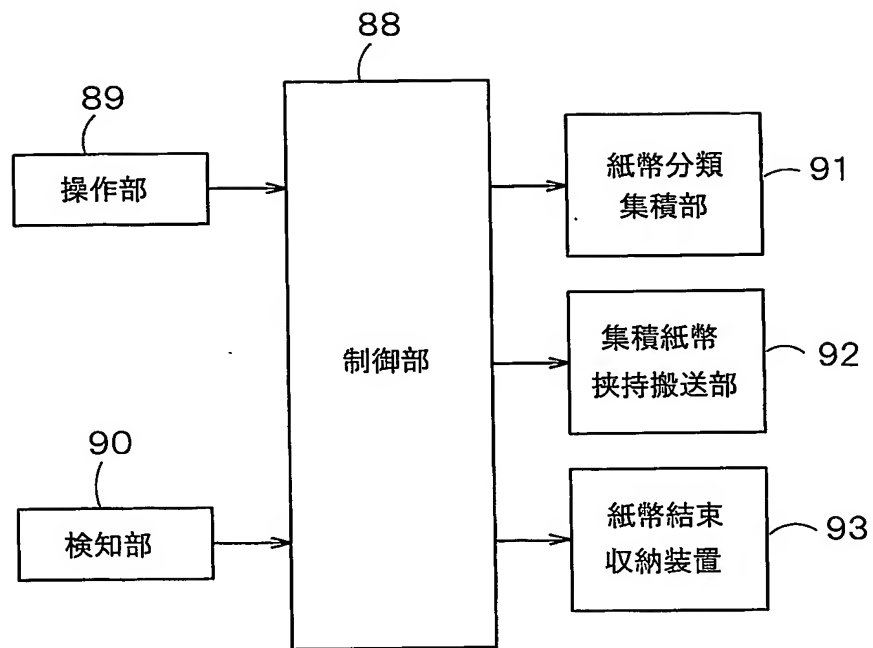 88
89
操作部
90
検知部
制御部
紙幣分類
集積部
91
集積紙幣
挟持搬送部
92
紙幣結束
収納装置
93